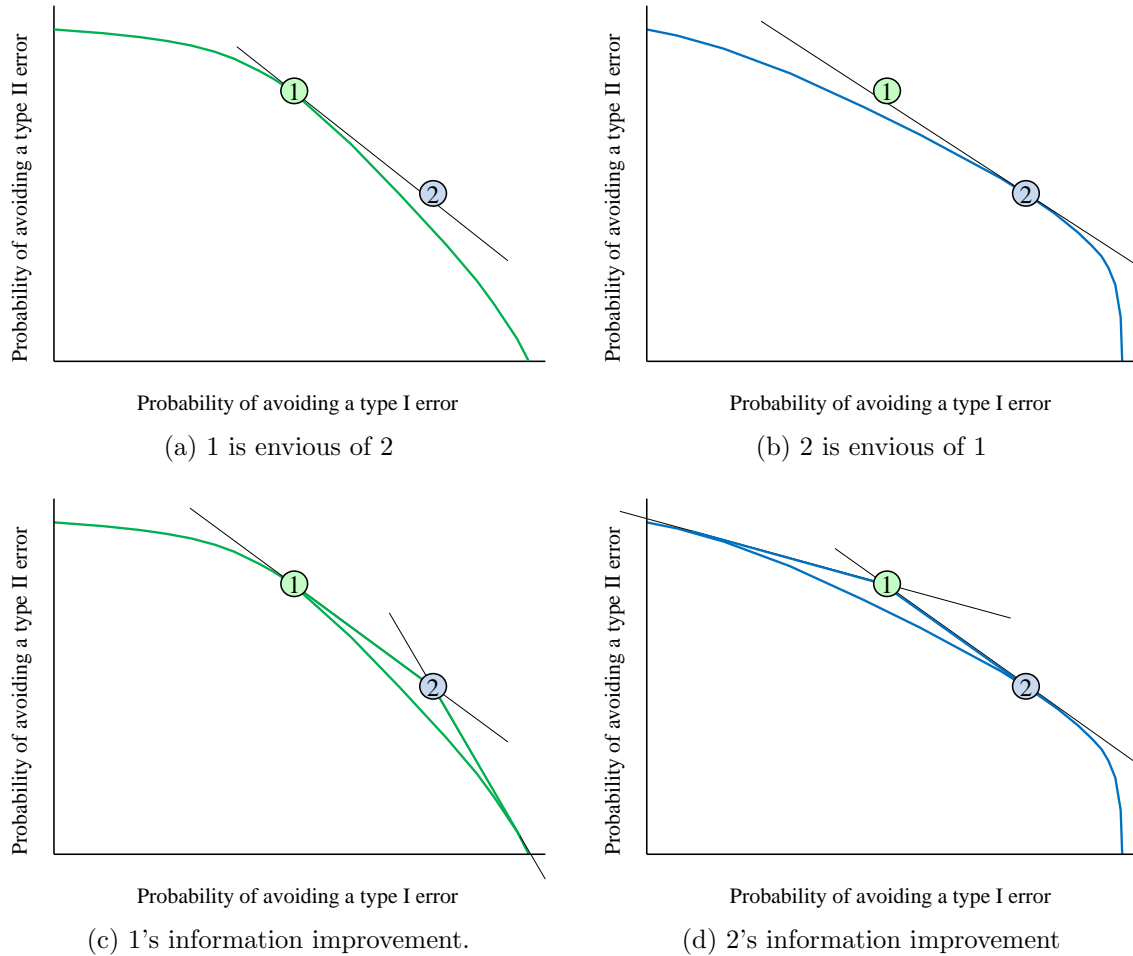 Probability of avoiding a type II error
1
2
Probability of avoiding a type I error
(a) 1 is envious of 2
Probability of avoiding a type II error
1
2
Probability of avoiding a type I error
(b) 2 is envious of 1
Probability of avoiding a type II error
1
2
Probability of avoiding a type I error
(c) 1's information improvement.
Probability of avoiding a type II error
1
2
Probability of avoiding a type I error
(d) 2's information improvement